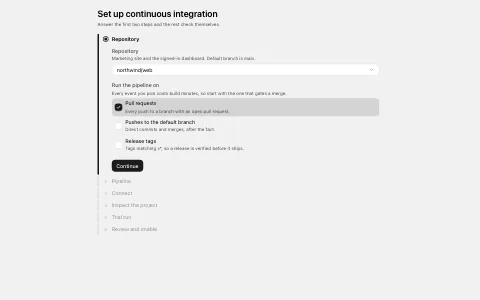 Set up continuous integration
Answer the first two steps and the rest check themselves.
Repository
Repository
Marketing site and the signed-in dashboard. Default branch is main.
northwind/web
Run the pipeline on
Every event you pick costs build minutes, so start with the one that gates a merge.
Pull requests
Every push to a branch with an open pull request.
Pushes to the default branch
Direct commits and merges, after the fact.
Release tags
Tags matching v*, so a release is verified before it ships.
Continue
Pipeline
Connect
Inspect the project
Trial run
Review and enable